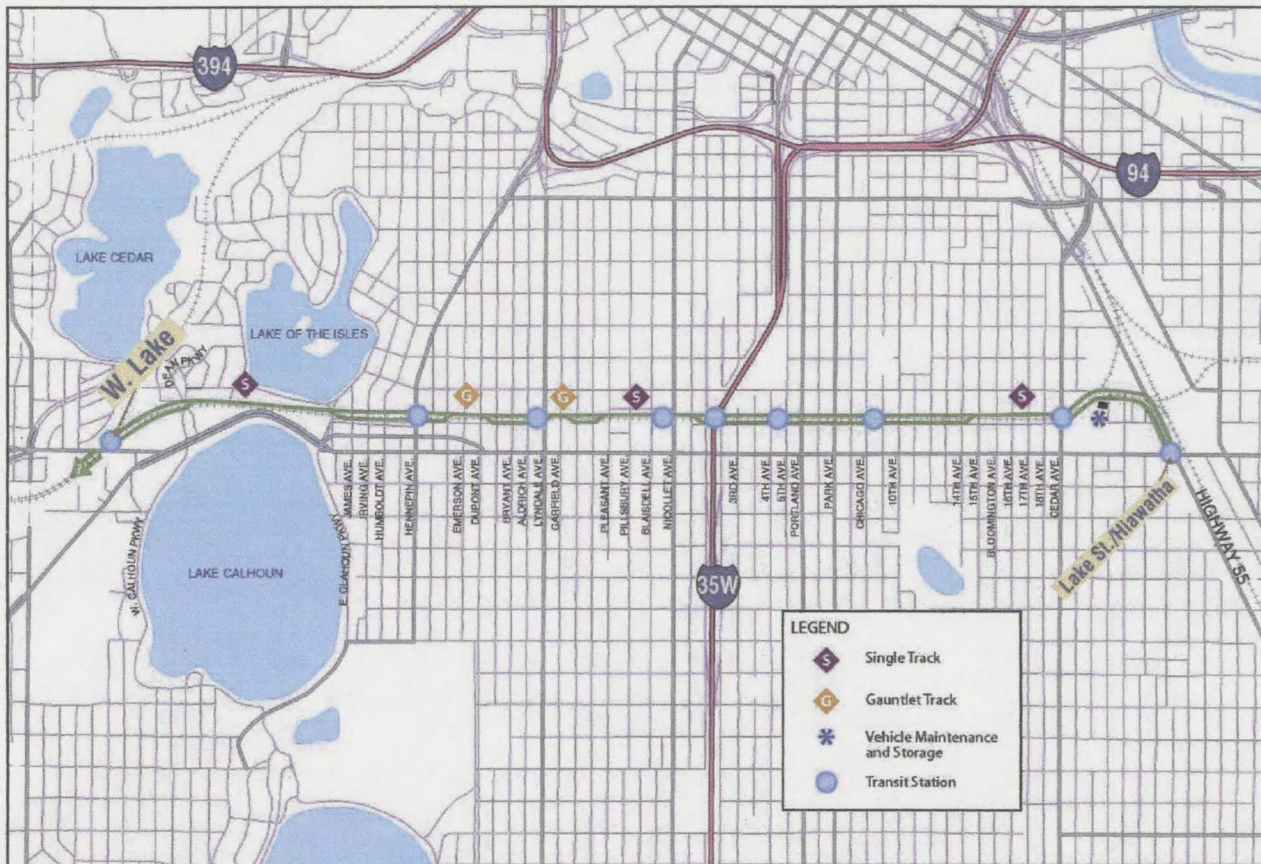 394
94
LAKE CEDAR
LAKE OF THE ISLES
W. Lake
DEAN PKWY
S
G
G
S
S
JAMES AVE.
IRVING AVE.
HUMBOLDT AVE.
HENNEPIN AVE.
EMERSON AVE.
DUPONT AVE.
BRYANT AVE.
ALDRICH AVE.
LYNDALE AVE.
GARFIELD AVE.
PLEASANT AVE.
PILLSBURY AVE.
BLAISDELL AVE.
NICOLLET AVE.
3RD AVE.
4TH AVE.
5TH AVE.
PORTLAND AVE.
PARK AVE.
CHICAGO AVE.
10TH AVE.
14TH AVE.
15TH AVE.
BLOOMINGTON AVE.
16TH AVE.
17TH AVE.
18TH AVE.
CEDAR AVE.
Lake St./Hiawatha
HIGHWAY 55
W. CALHOUN PKWY
LAKE CALHOUN
E. CLAHOUN PKWY
35W
LEGEND
S Single Track
G Gauntlet Track
Vehicle Maintenance
and Storage
Transit Station